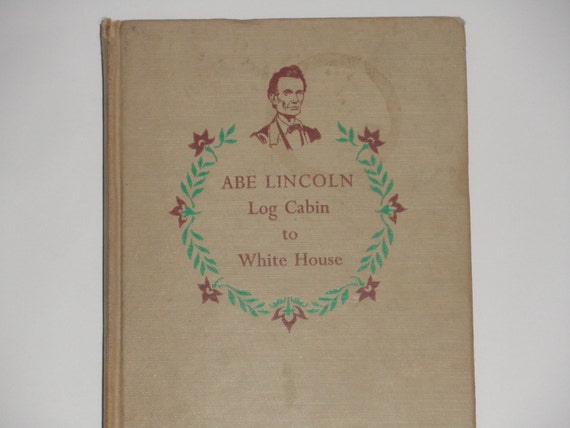 ABE LINCOLN
Log Cabin
to
White House